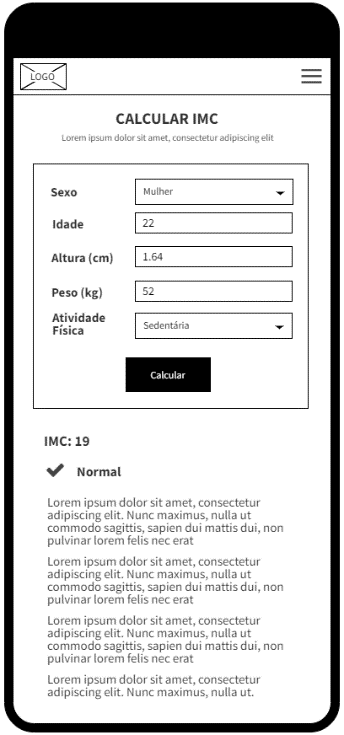 LOGO
CALCULAR IMC
Lorem ipsum dolor sit amet, consectetur adipiscing elit
Sexo Mulher
Idade 22
Altura (cm) 1.64
Peso (kg) 52
Atividade
Física Sedentária
Calcular
IMC: 19
Normal
Lorem ipsum dolor sit amet, consectetur
adipiscing elit. Nunc maximus, nulla ut
commodo sagittis, sapien dui mattis dui, non
pulvinar lorem felis nec erat
Lorem ipsum dolor sit amet, consectetur
adipiscing elit. Nunc maximus, nulla ut
commodo sagittis, sapien dui mattis dui, non
pulvinar lorem felis nec erat
Lorem ipsum dolor sit amet, consectetur
adipiscing elit. Nunc maximus, nulla ut
commodo sagittis, sapien dui mattis dui, non
pulvinar lorem felis nec erat
Lorem ipsum dolor sit amet, consectetur
adipiscing elit. Nunc maximus, nulla ut.